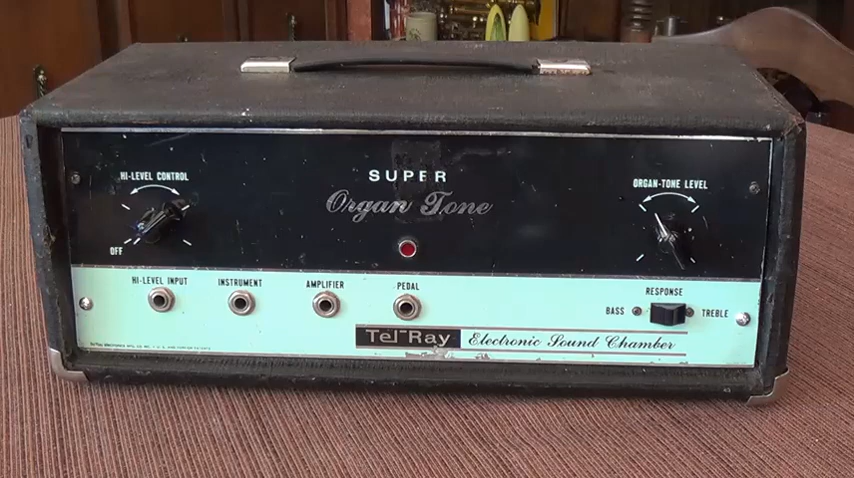 SUPER
Organ Tone
HI-LEVEL CONTROL
OFF
ORGAN-TONE LEVEL
HI-LEVEL INPUT
INSTRUMENT
AMPLIFIER
PEDAL
RESPONSE
BASS
TREBLE
Tel-Ray Electronic Sound Chamber